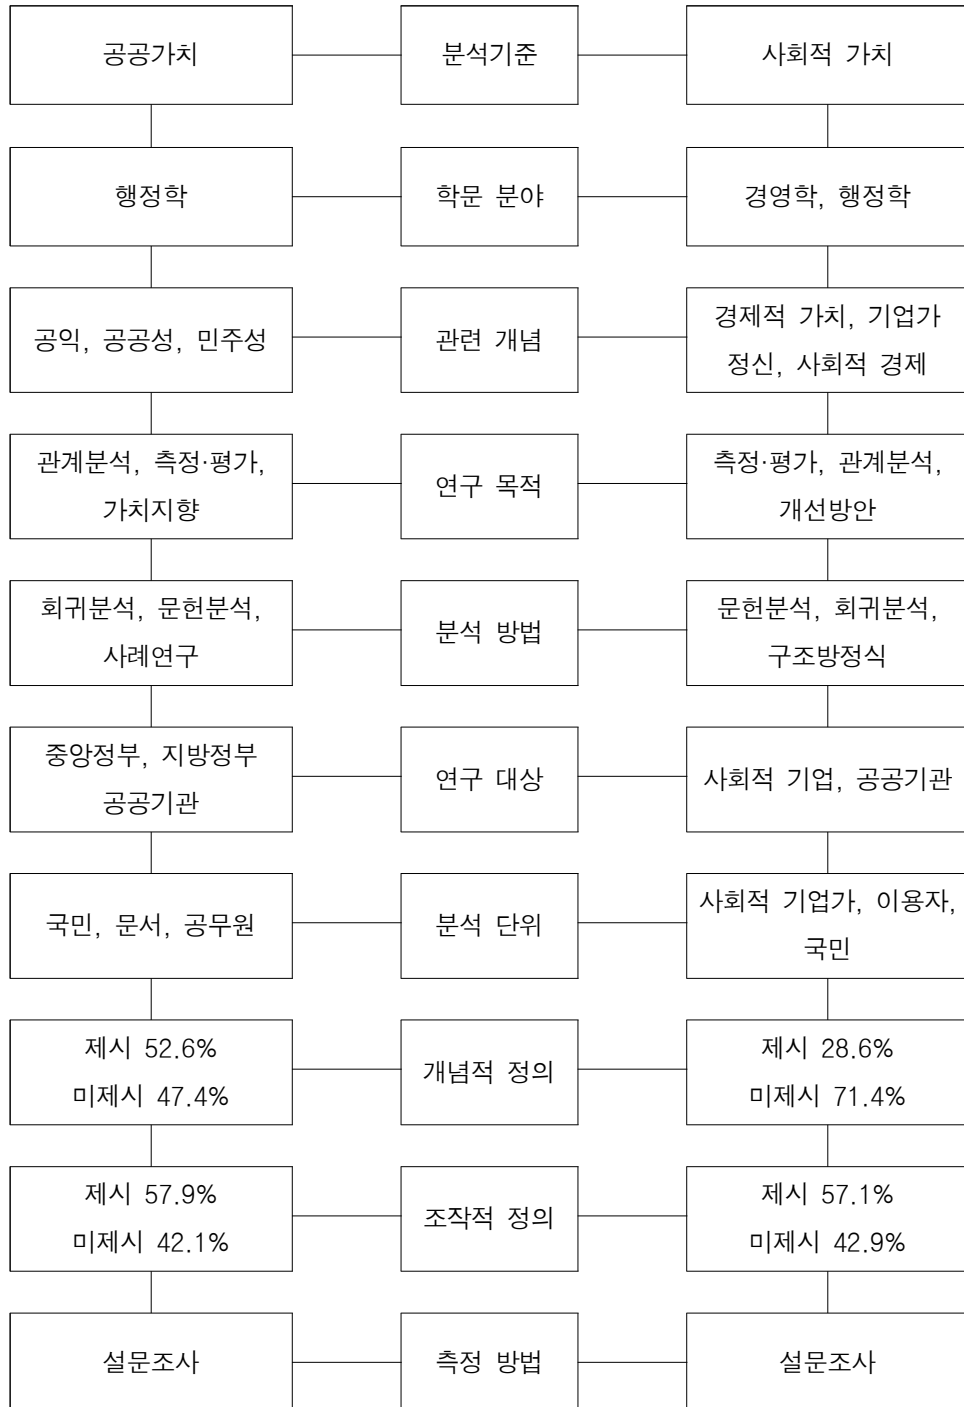 공공가치
분석기준
사회적 가치
행정학
학문 분야
경영학, 행정학
공익, 공공성, 민주성
관련 개념
경제적 가치, 기업가
정신, 사회적 경제
관계분석, 측정·평가,
가치지향
연구 목적
측정·평가, 관계분석,
개선방안
회귀분석, 문헌분석,
사례연구
분석 방법
문헌분석, 회귀분석,
구조방정식
중앙정부, 지방정부
공공기관
연구 대상
사회적 기업, 공공기관
국민, 문서, 공무원
분석 단위
사회적 기업가, 이용자,
국민
제시 52.6%
미제시 47.4%
개념적 정의
제시 28.6%
미제시 71.4%
제시 57.9%
미제시 42.1%
조작적 정의
제시 57.1%
미제시 42.9%
설문조사
측정 방법
설문조사